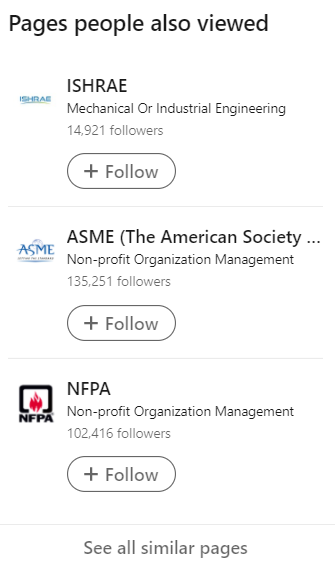 Pages people also viewed
ISHRAE
ISHRAE
Mechanical Or Industrial Engineering
14,921 followers
+ Follow
ASME
ASME (The American Society ...
Non-profit Organization Management
135,251 followers
+ Follow
NFPA
NFPA
Non-profit Organization Management
102,416 followers
+ Follow
See all similar pages